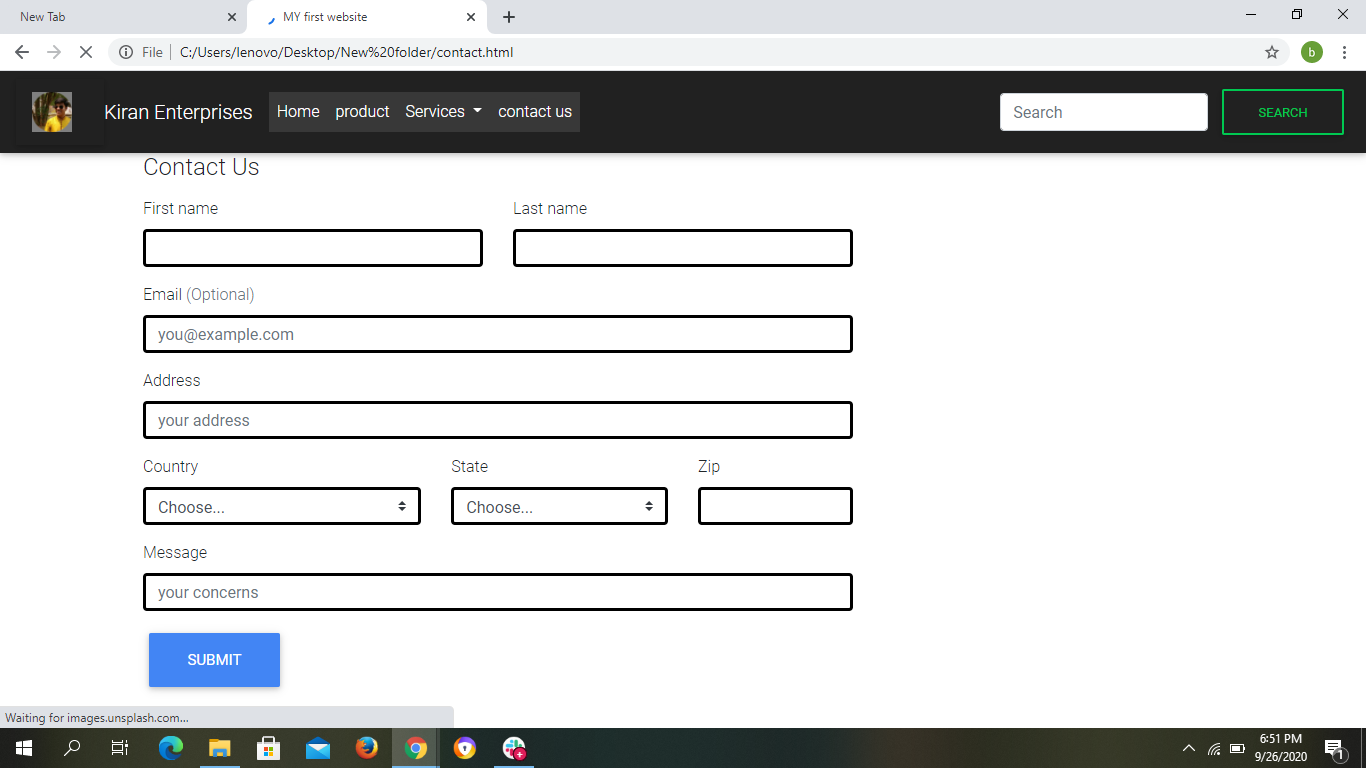 New Tab
MY first website
File
C:/Users/lenovo/Desktop/New%20folder/contact.html
b
Kiran Enterprises
Home product Services contact us
Search
SEARCH
Contact Us
First name Last name
Email (Optional)
you@example.com
Address
your address
Country State Zip
Choose... Choose...
Message
your concerns
SUBMIT
Waiting for images.unsplash.com...
6:51 PM
9/26/2020
1